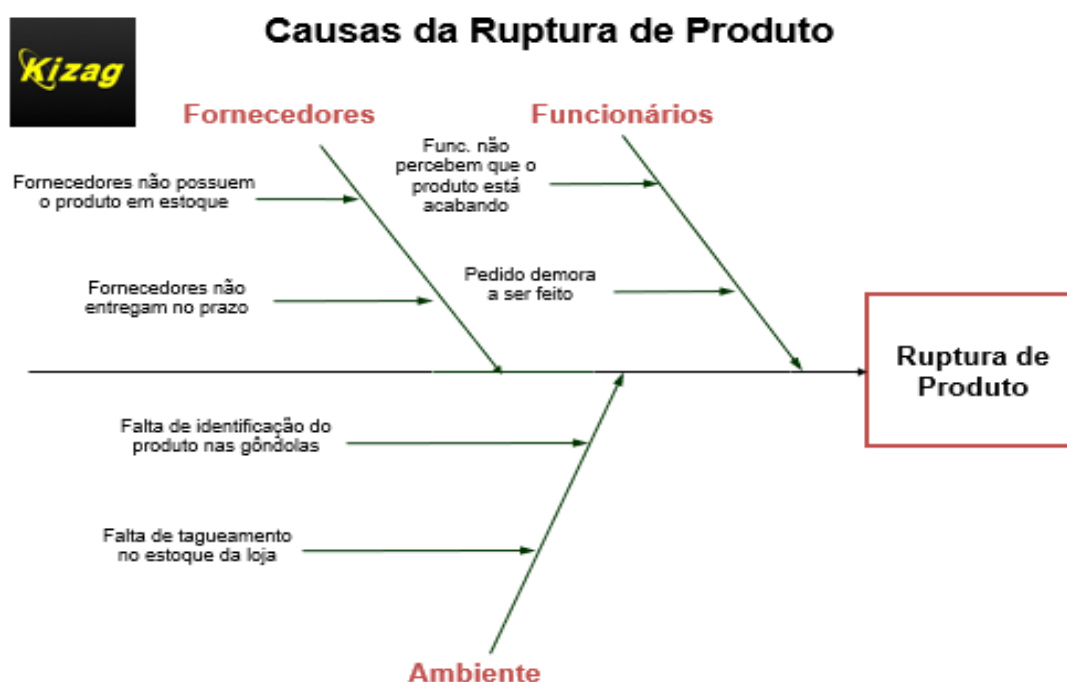 Causas da Ruptura de Produto
Kizag
Fornecedores
Funcionários
Func. não
percebem que o
produto está
acabando
Fornecedores não possuem
o produto em estoque
Fornecedores não
entregam no prazo
Pedido demora
a ser feito
Ruptura de
Produto
Falta de identificação do
produto nas gôndolas
Falta de tagueamento
no estoque da loja
Ambiente